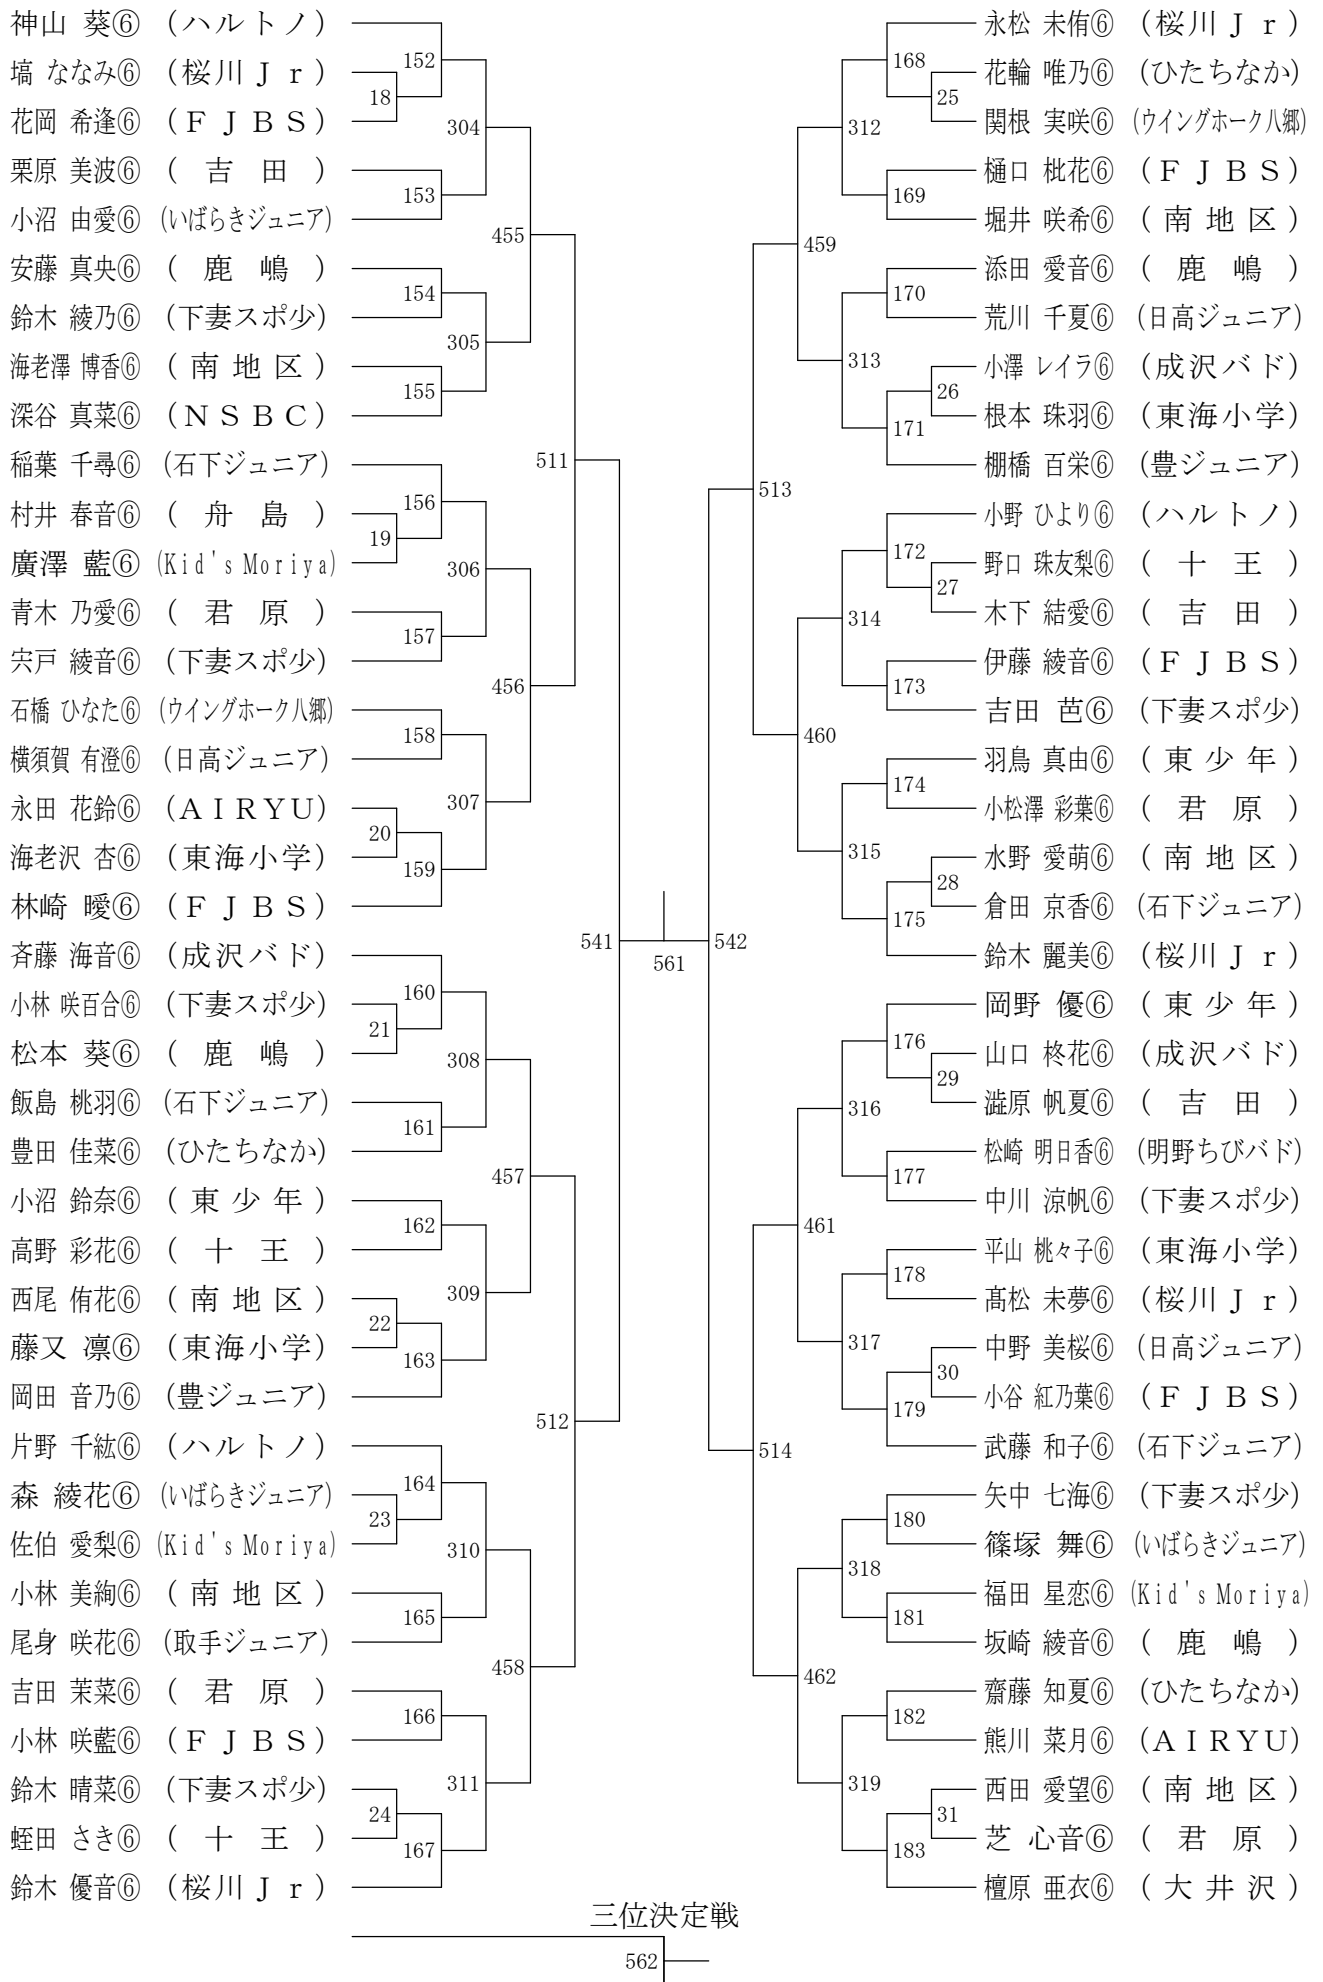 神山 葵⑥ (ハルトノ)
塙 ななみ⑥ (桜川Jr)
花岡 希逢⑥ (FJBS)
栗原 美波⑥ (吉田)
小沼 由愛⑥ (いばらきジュニア)
安藤 真央⑥ (鹿嶋)
鈴木 綾乃⑥ (下妻スポ少)
海老澤 博香⑥ (南地区)
深谷 真菜⑥ (NSBC)
稲葉 千尋⑥ (石下ジュニア)
村井 春音⑥ (舟島)
廣澤 藍⑥ (Kid's Moriya)
青木 乃愛⑥ (君原)
宍戸 綾音⑥ (下妻スポ少)
石橋 ひなた⑥ (ウイングホーク八郷)
横須賀 有澄⑥ (日高ジュニア)
永田 花鈴⑥ (AIRYU)
海老沢 杏⑥ (東海小学)
林崎 曖⑥ (FJBS)
斉藤 海音⑥ (成沢バド)
小林 咲百合⑥ (下妻スポ少)
松本 葵⑥ (鹿嶋)
飯島 桃羽⑥ (石下ジュニア)
豊田 佳菜⑥ (ひたちなか)
小沼 鈴奈⑥ (東少年)
高野 彩花⑥ (十王)
西尾 侑花⑥ (南地区)
藤又 凛⑥ (東海小学)
岡田 音乃⑥ (豊ジュニア)
片野 千紘⑥ (ハルトノ)
森 綾花⑥ (いばらきジュニア)
佐伯 愛梨⑥ (Kid's Moriya)
小林 美絢⑥ (南地区)
尾身 咲花⑥ (取手ジュニア)
吉田 茉菜⑥ (君原)
小林 咲藍⑥ (FJBS)
鈴木 晴菜⑥ (下妻スポ少)
蛭田 さき⑥ (十王)
鈴木 優音⑥ (桜川Jr)
18
19
20
21
22
23
24
152
153
154
155
156
157
158
159
160
161
162
163
164
165
166
167
304
305
306
307
308
309
310
311
455
456
457
458
511
512
541
561
542
513
514
459
460
461
462
312
313
314
315
316
317
318
319
168
169
170
171
172
173
174
175
176
177
178
179
180
181
182
183
25
26
27
28
29
30
31
永松 未侑⑥ (桜川Jr)
花輪 唯乃⑥ (ひたちなか)
関根 実咲⑥ (ウイングホーク八郷)
樋口 枇花⑥ (FJBS)
堀井 咲希⑥ (南地区)
添田 愛音⑥ (鹿嶋)
荒川 千夏⑥ (日高ジュニア)
小澤 レイラ⑥ (成沢バド)
根本 珠羽⑥ (東海小学)
棚橋 百栄⑥ (豊ジュニア)
小野 ひより⑥ (ハルトノ)
野口 珠友梨⑥ (十王)
木下 結愛⑥ (吉田)
伊藤 綾音⑥ (FJBS)
吉田 芭⑥ (下妻スポ少)
羽鳥 真由⑥ (東少年)
小松澤 彩葉⑥ (君原)
水野 愛萌⑥ (南地区)
倉田 京香⑥ (石下ジュニア)
鈴木 麗美⑥ (桜川Jr)
岡野 優⑥ (東少年)
山口 柊花⑥ (成沢バド)
澁原 帆夏⑥ (吉田)
松崎 明日香⑥ (明野ちびバド)
中川 涼帆⑥ (下妻スポ少)
平山 桃々子⑥ (東海小学)
髙松 未夢⑥ (桜川Jr)
中野 美桜⑥ (日高ジュニア)
小谷 紅乃葉⑥ (FJBS)
武藤 和子⑥ (石下ジュニア)
矢中 七海⑥ (下妻スポ少)
篠塚 舞⑥ (いばらきジュニア)
福田 星恋⑥ (Kid's Moriya)
坂崎 綾音⑥ (鹿嶋)
齋藤 知夏⑥ (ひたちなか)
熊川 菜月⑥ (AIRYU)
西田 愛望⑥ (南地区)
芝 心音⑥ (君原)
檀原 亜衣⑥ (大井沢)
三位決定戦
562